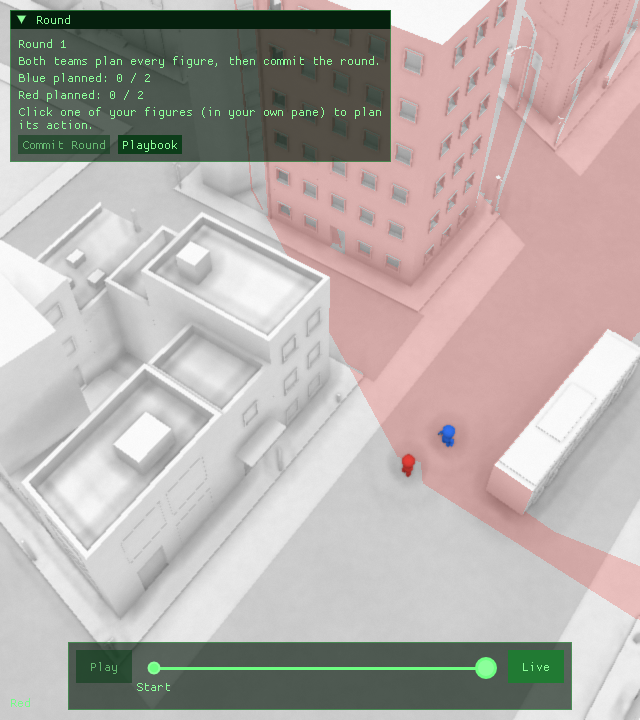 Round
Round 1
Both teams plan every figure, then commit the round.
Blue planned: 0 / 2
Red planned: 0 / 2
Click one of your figures (in your own pane) to plan
its action.
Commit Round
Playbook
Play
Live
Start